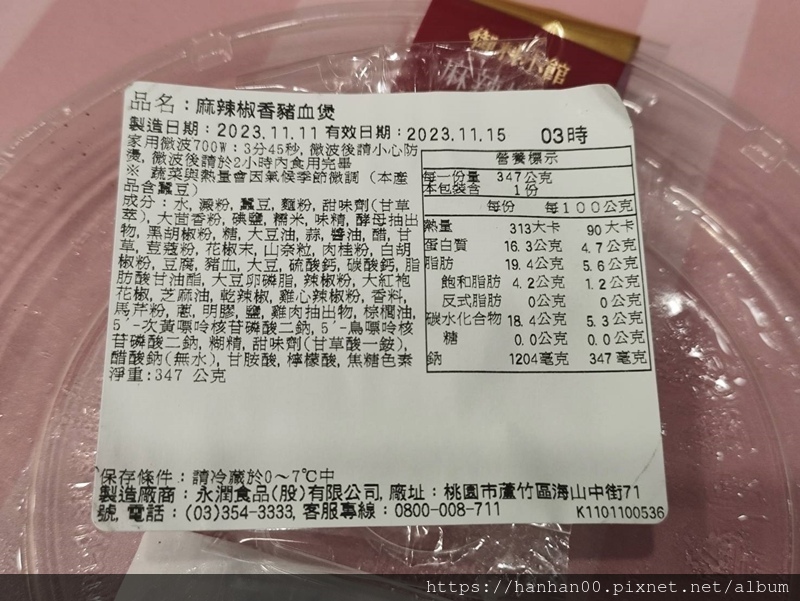 麻辣
品名：麻辣椒香豬血煲
製造日期：2023.11.11 有效日期：2023.11.15 03時
家用微波700W：3分45秒，微波後請小心防
燙，微波後請於2小時內食用完畢
※ 蔬菜與熱量會因氣候季節微調 (本產
品含蠶豆)
成分：水, 澱粉, 蠶豆, 麵粉, 甜味劑(甘草
萃), 大茴香粉, 碘鹽, 糯米, 味精, 酵母抽出
物, 黑胡椒粉, 糖, 大豆油, 蒜, 醬油, 醋, 甘
草, 荳蔻粉, 花椒末, 山奈粒, 肉桂粉, 白胡
椒粉, 豆腐, 豬血, 大豆, 硫酸鈣, 碳酸鈣, 脂
肪酸甘油酯, 大豆卵磷脂, 辣椒粉, 大紅袍
花椒, 芝麻油, 乾辣椒, 雞心辣椒粉, 香料,
馬芹粉, 蔥, 明膠, 鹽, 雞肉抽出物, 棕櫚油,
5´-次黃嘌呤核苷磷酸二鈉, 5´-鳥嘌呤核
苷磷酸二鈉, 糊精, 甜味劑(甘草酸一銨),
醋酸鈉(無水), 甘胺酸, 檸檬酸, 焦糖色素
淨重:347 公克
營養標示
每一份量 347公克
本包裝含 1份
每份 每100公克
熱量 313大卡 90大卡
蛋白質 16.3公克 4.7公克
脂肪 19.4公克 5.6公克
飽和脂肪 4.2公克 1.2公克
反式脂肪 0公克 0公克
碳水化合物 18.4公克 5.3公克
糖 0.0公克 0.0公克
鈉 1204毫克 347毫克
保存條件：請冷藏於0～7℃中
製造廠商：永潤食品(股)有限公司, 廠址：桃園市蘆竹區海山中街71
號, 電話：(03)354-3333, 客服專線：0800-008-711 K1101100536
https://hanhan00.pixnet.net/album